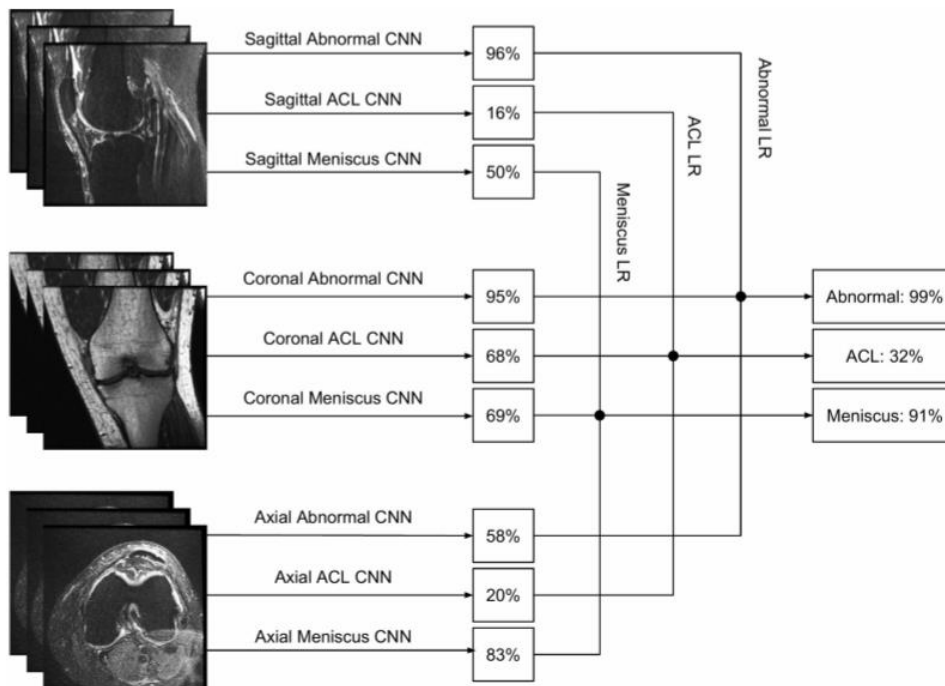 Sagittal Abnormal CNN
96%
Sagittal ACL CNN
16%
Sagittal Meniscus CNN
50%
Abnormal LR
ACL LR
Meniscus LR
Coronal Abnormal CNN
95%
Abnormal: 99%
Coronal ACL CNN
68%
ACL: 32%
Coronal Meniscus CNN
69%
Meniscus: 91%
Axial Abnormal CNN
58%
Axial ACL CNN
20%
Axial Meniscus CNN
83%